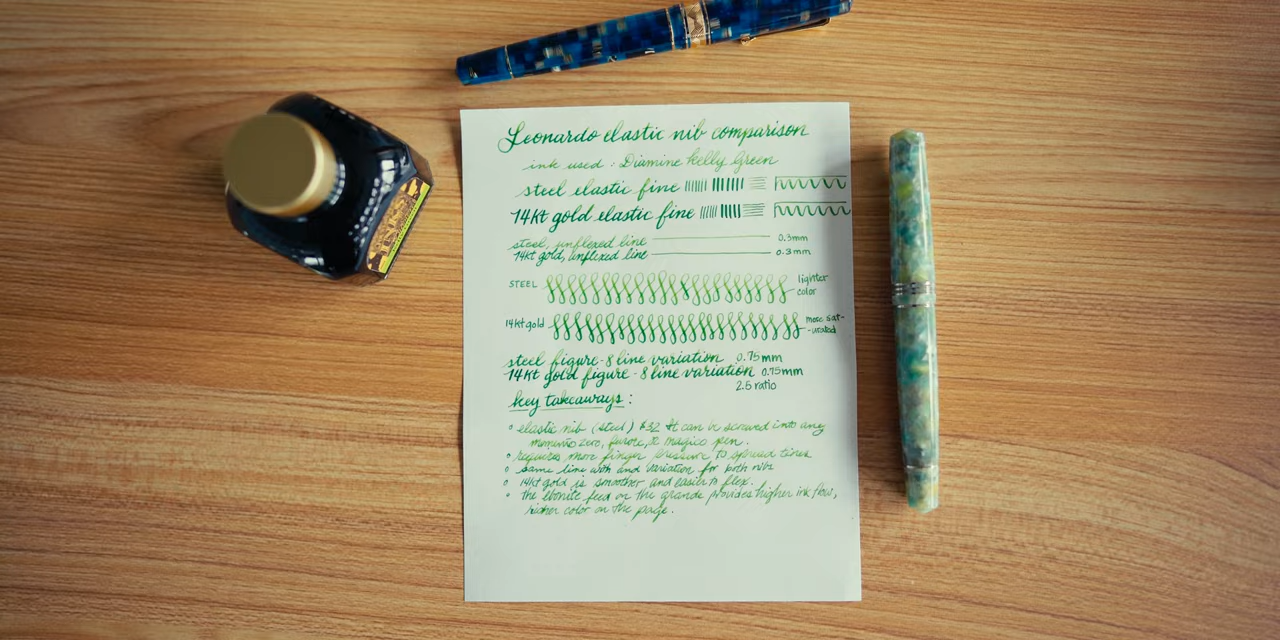 Leonardo elastic nib comparison
ink used : Diamine kelly Green
steel elastic fine
14kt gold elastic fine
steel, unflexed line 0.3mm
14kt gold, unflexed line 0.3mm
STEEL lighter
color
14kt gold more sat-
-urated
steel figure-8 line variation 0.75mm
14kt gold figure-8 line variation 0.75mm
2.5 ratio
key takeaways :
• elastic nib (steel) $32 It can be screwed into any
momento zero, furore, & magico pen.
• requires more finger pressure to spread tines
• same line width and variation for both nibs
• 14kt gold is smoother and easier to flex.
• the ebonite feed on the grande provides higher ink flow,
richer color on the page.
INKS